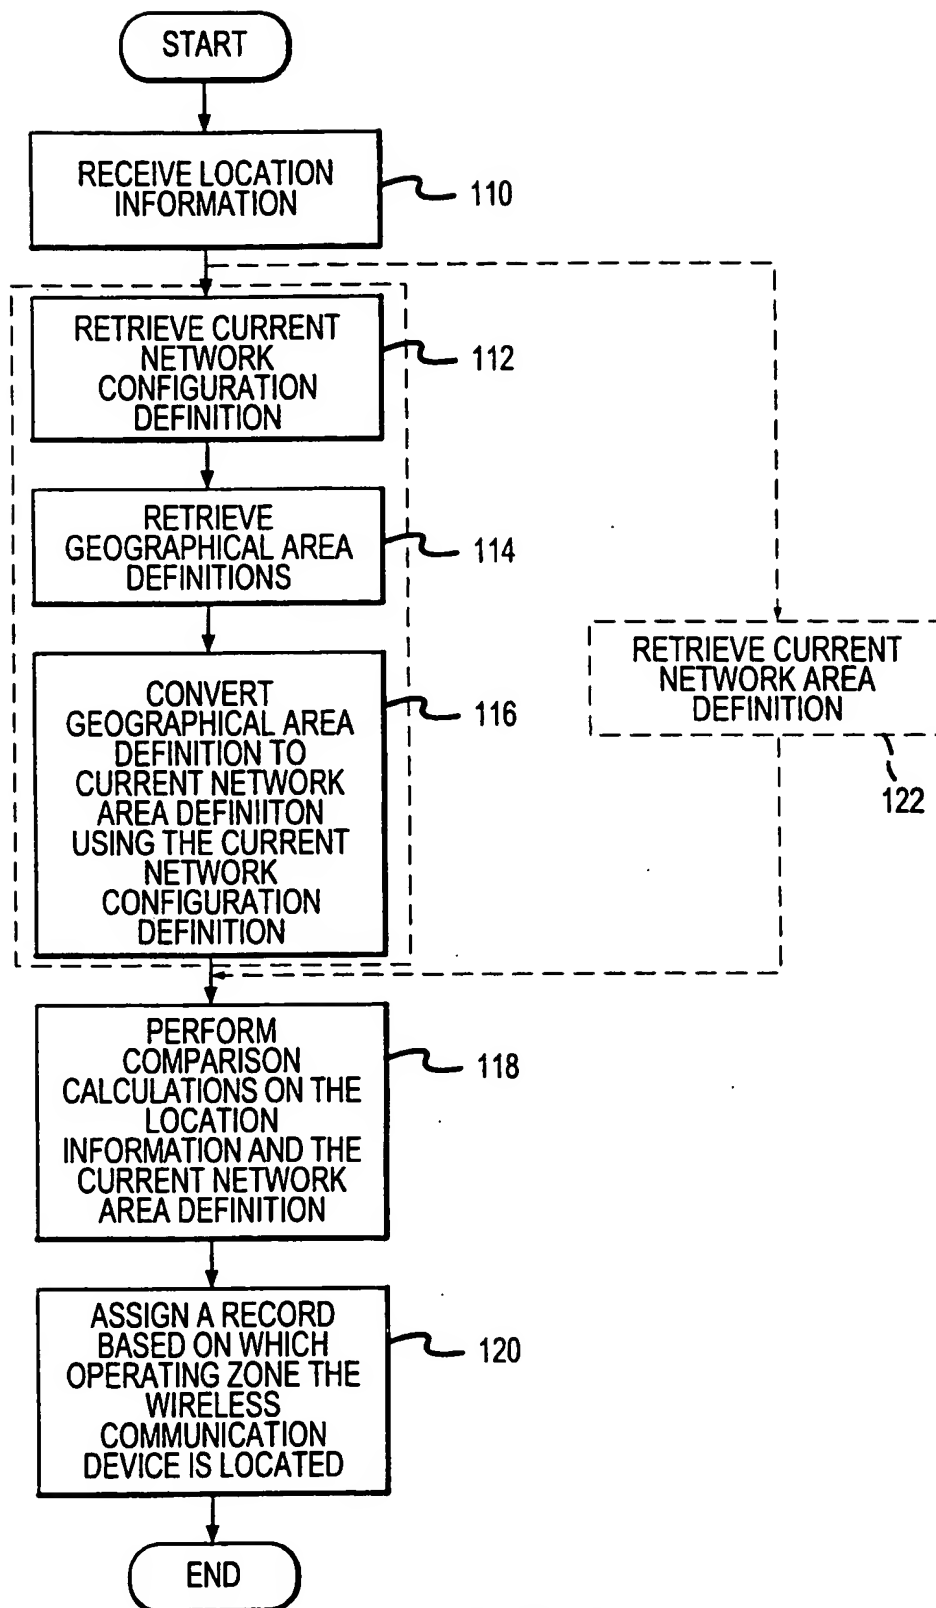 START
RECEIVE LOCATION
INFORMATION
110
RETRIEVE CURRENT
NETWORK
CONFIGURATION
DEFINITION
112
RETRIEVE
GEOGRAPHICAL AREA
DEFINITIONS
114
CONVERT
GEOGRAPHICAL AREA
DEFINITION TO
CURRENT NETWORK
AREA DEFINIITON
USING THE CURRENT
NETWORK
CONFIGURATION
DEFINITION
116
RETRIEVE CURRENT
NETWORK AREA
DEFINITION
122
PERFORM
COMPARISON
CALCULATIONS ON THE
LOCATION
INFORMATION AND THE
CURRENT NETWORK
AREA DEFINITION
118
ASSIGN A RECORD
BASED ON WHICH
OPERATING ZONE THE
WIRELESS
COMMUNICATION
DEVICE IS LOCATED
120
END